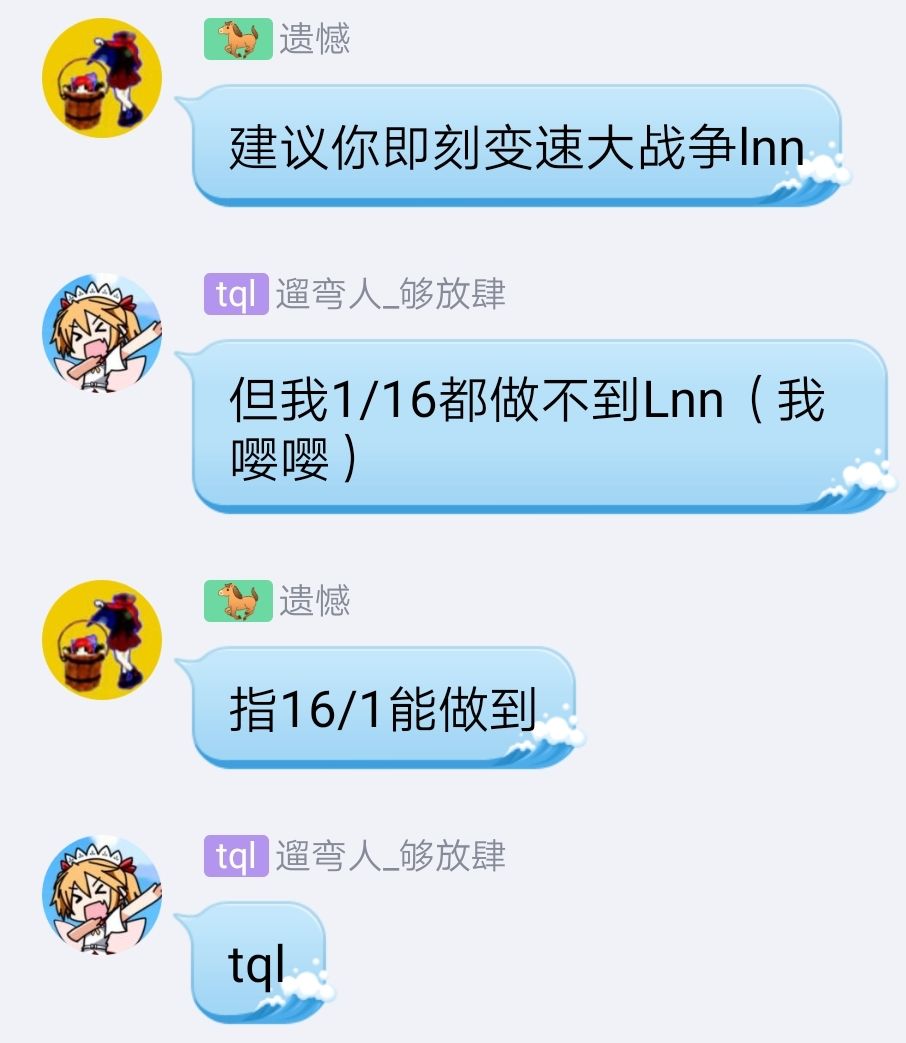 遗憾
建议你即刻变速大战争lnn
tql 遛弯人_够放肆
但我1/16都做不到Lnn（我
嘤嘤）
遗憾
指16/1能做到
tql 遛弯人_够放肆
tql